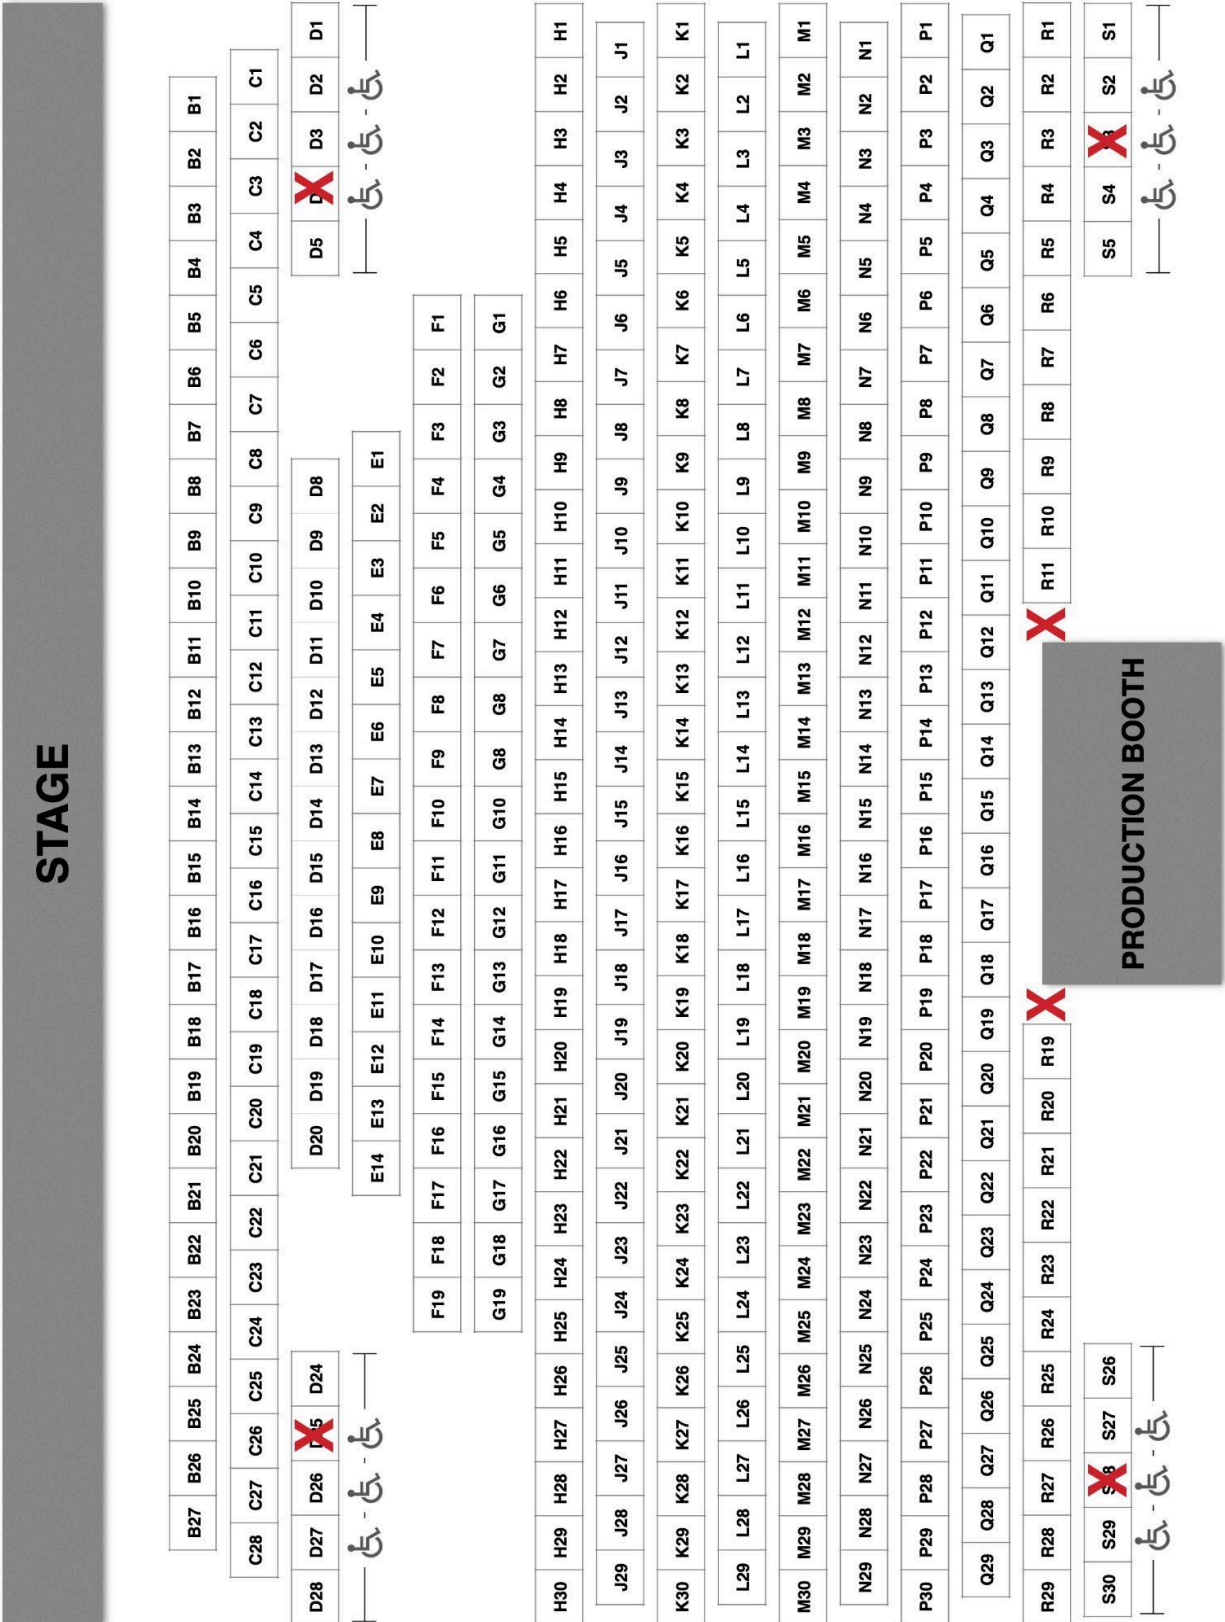 STAGE
B27 B26 B25 B24 B23 B22 B21 B20 B19 B18 B17 B16 B15 B14 B13 B12 B11 B10 B9 B8 B7 B6 B5 B4 B3 B2 B1
C28 C27 C26 C25 C24 C23 C22 C21 C20 C19 C18 C17 C16 C15 C14 C13 C12 C11 C10 C9 C8 C7 C6 C5 C4 C3 C2 C1
D28 D27 D26 X D24 D20 D19 D18 D17 D16 D15 D14 D13 D12 D11 D10 D9 D8 D5 X D3 D2 D1
E14 E13 E12 E11 E10 E9 E8 E7 E6 E5 E4 E3 E2 E1
F19 F18 F17 F16 F15 F14 F13 F12 F11 F10 F9 F8 F7 F6 F5 F4 F3 F2 F1
G19 G18 G17 G16 G15 G14 G13 G12 G11 G10 G8 G8 G7 G6 G5 G4 G3 G2 G1
H30 H29 H28 H27 H26 H25 H24 H23 H22 H21 H20 H19 H18 H17 H16 H15 H14 H13 H12 H11 H10 H9 H8 H7 H6 H5 H4 H3 H2 H1
J29 J28 J27 J26 J25 J24 J23 J22 J21 J20 J19 J18 J17 J16 J15 J14 J13 J12 J11 J10 J9 J8 J7 J6 J5 J4 J3 J2 J1
K30 K29 K28 K27 K26 K25 K24 K23 K22 K21 K20 K19 K18 K17 K16 K15 K14 K13 K12 K11 K10 K9 K8 K7 K6 K5 K4 K3 K2 K1
L29 L28 L27 L26 L25 L24 L23 L22 L21 L20 L19 L18 L17 L16 L15 L14 L13 L12 L11 L10 L9 L8 L7 L6 L5 L4 L3 L2 L1
M30 M29 M28 M27 M26 M25 M24 M23 M22 M21 M20 M19 M18 M17 M16 M15 M14 M13 M12 M11 M10 M9 M8 M7 M6 M5 M4 M3 M2 M1
N29 N28 N27 N26 N25 N24 N23 N22 N21 N20 N19 N18 N17 N16 N15 N14 N13 N12 N11 N10 N9 N8 N7 N6 N5 N4 N3 N2 N1
P30 P29 P28 P27 P26 P25 P24 P23 P22 P21 P20 P19 P18 P17 P16 P15 P14 P13 P12 P11 P10 P9 P8 P7 P6 P5 P4 P3 P2 P1
Q29 Q28 Q27 Q26 Q25 Q24 Q23 Q22 Q21 Q20 Q19 Q18 Q17 Q16 Q15 Q14 Q13 Q12 Q11 Q10 Q9 Q8 Q7 Q6 Q5 Q4 Q3 Q2 Q1
R29 R28 R27 R26 R25 R24 R23 R22 R21 R20 R19 X X R11 R10 R9 R8 R7 R6 R5 R4 R3 R2 R1
S30 S29 X S27 S26 S5 S4 X S2 S1
PRODUCTION BOOTH